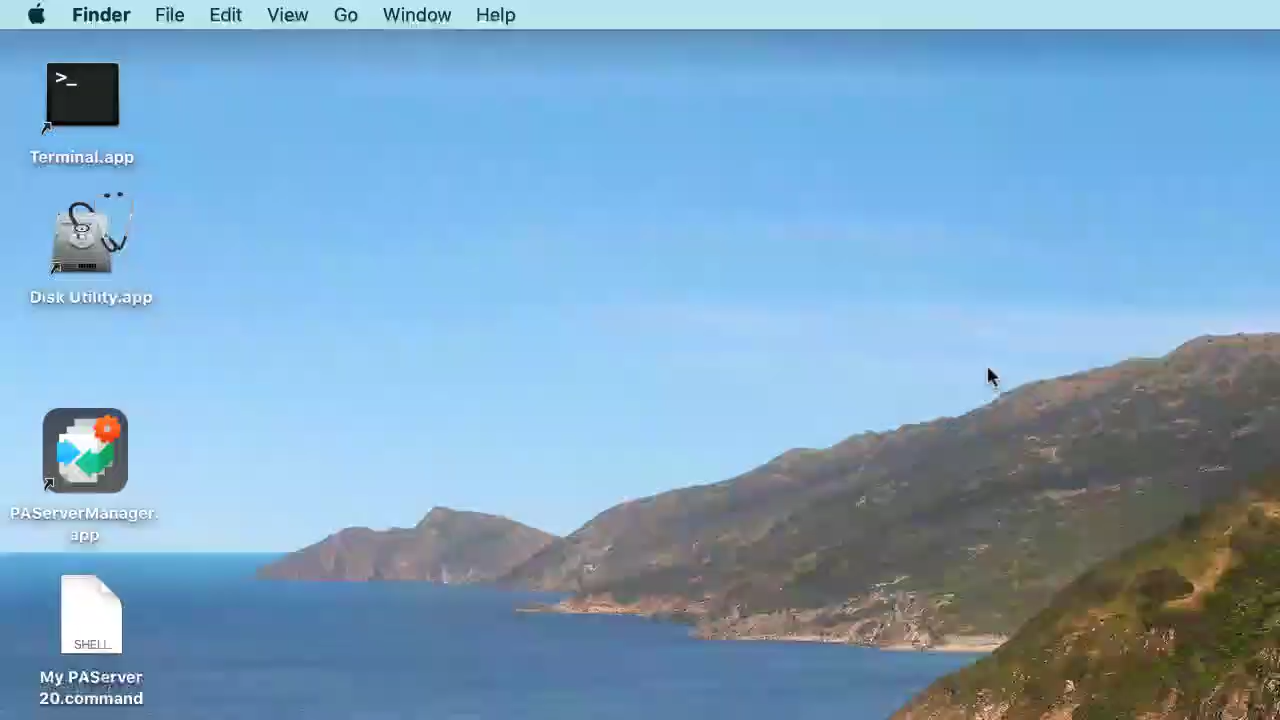 Finder File Edit View Go Window Help
>_
Terminal.app
Disk Utility.app
PAServerManager.
app
SHELL
My PAServer
20.command